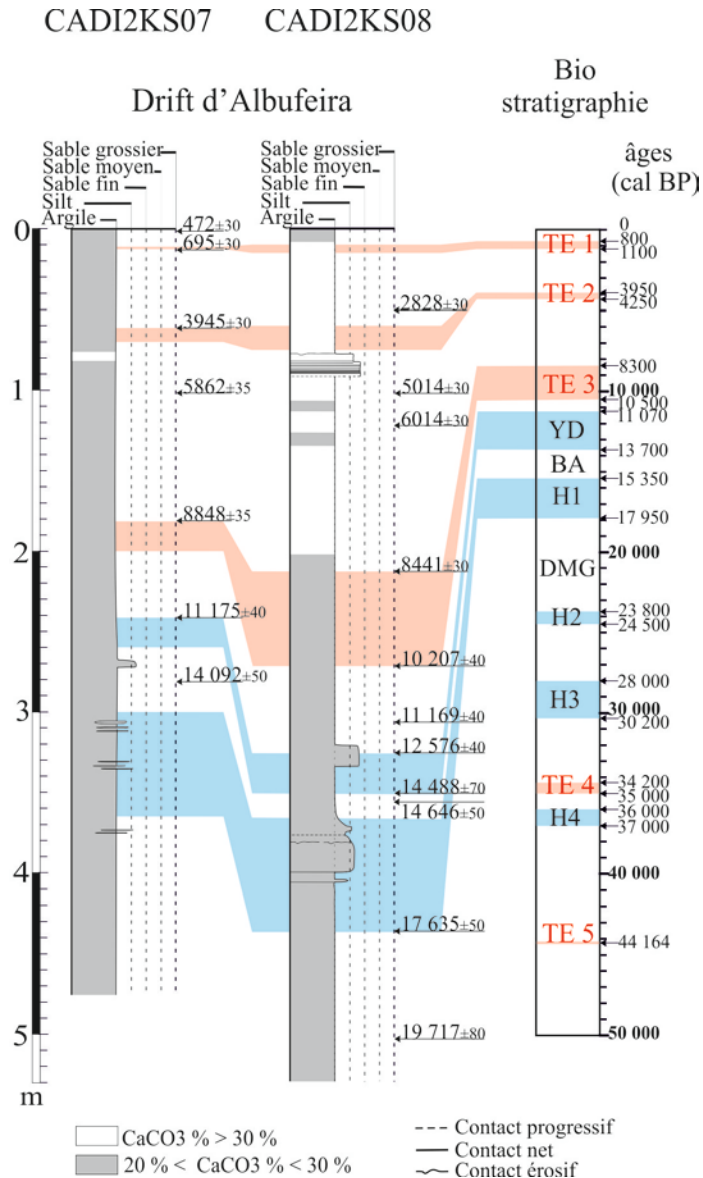 CADI2KS07
CADI2KS08
Drift d'Albufeira
Bio
stratigraphie
âges
(cal BP)
Sable grossier
Sable moyen
Sable fin
Silt
Argile
Sable grossier
Sable moyen
Sable fin
Silt
Argile
0
1
2
3
4
5
m
472±30
695±30
3945±30
5862±35
8848±35
11 175±40
14 092±50
2828±30
5014±30
6014±30
8441±30
10 207±40
11 169±40
12 576±40
14 488±70
14 646±50
17 635±50
19 717±80
TE 1
TE 2
TE 3
YD
BA
H1
DMG
H2
H3
TE 4
H4
TE 5
0
800
1100
3950
4250
8300
10 000
10 500
11 070
13 700
15 350
17 950
20 000
23 800
24 500
28 000
30 000
30 200
34 200
35 000
36 000
37 000
40 000
44 164
50 000
CaCO3 % > 30 %
20 % < CaCO3 % < 30 %
Contact progressif
Contact net
Contact érosif